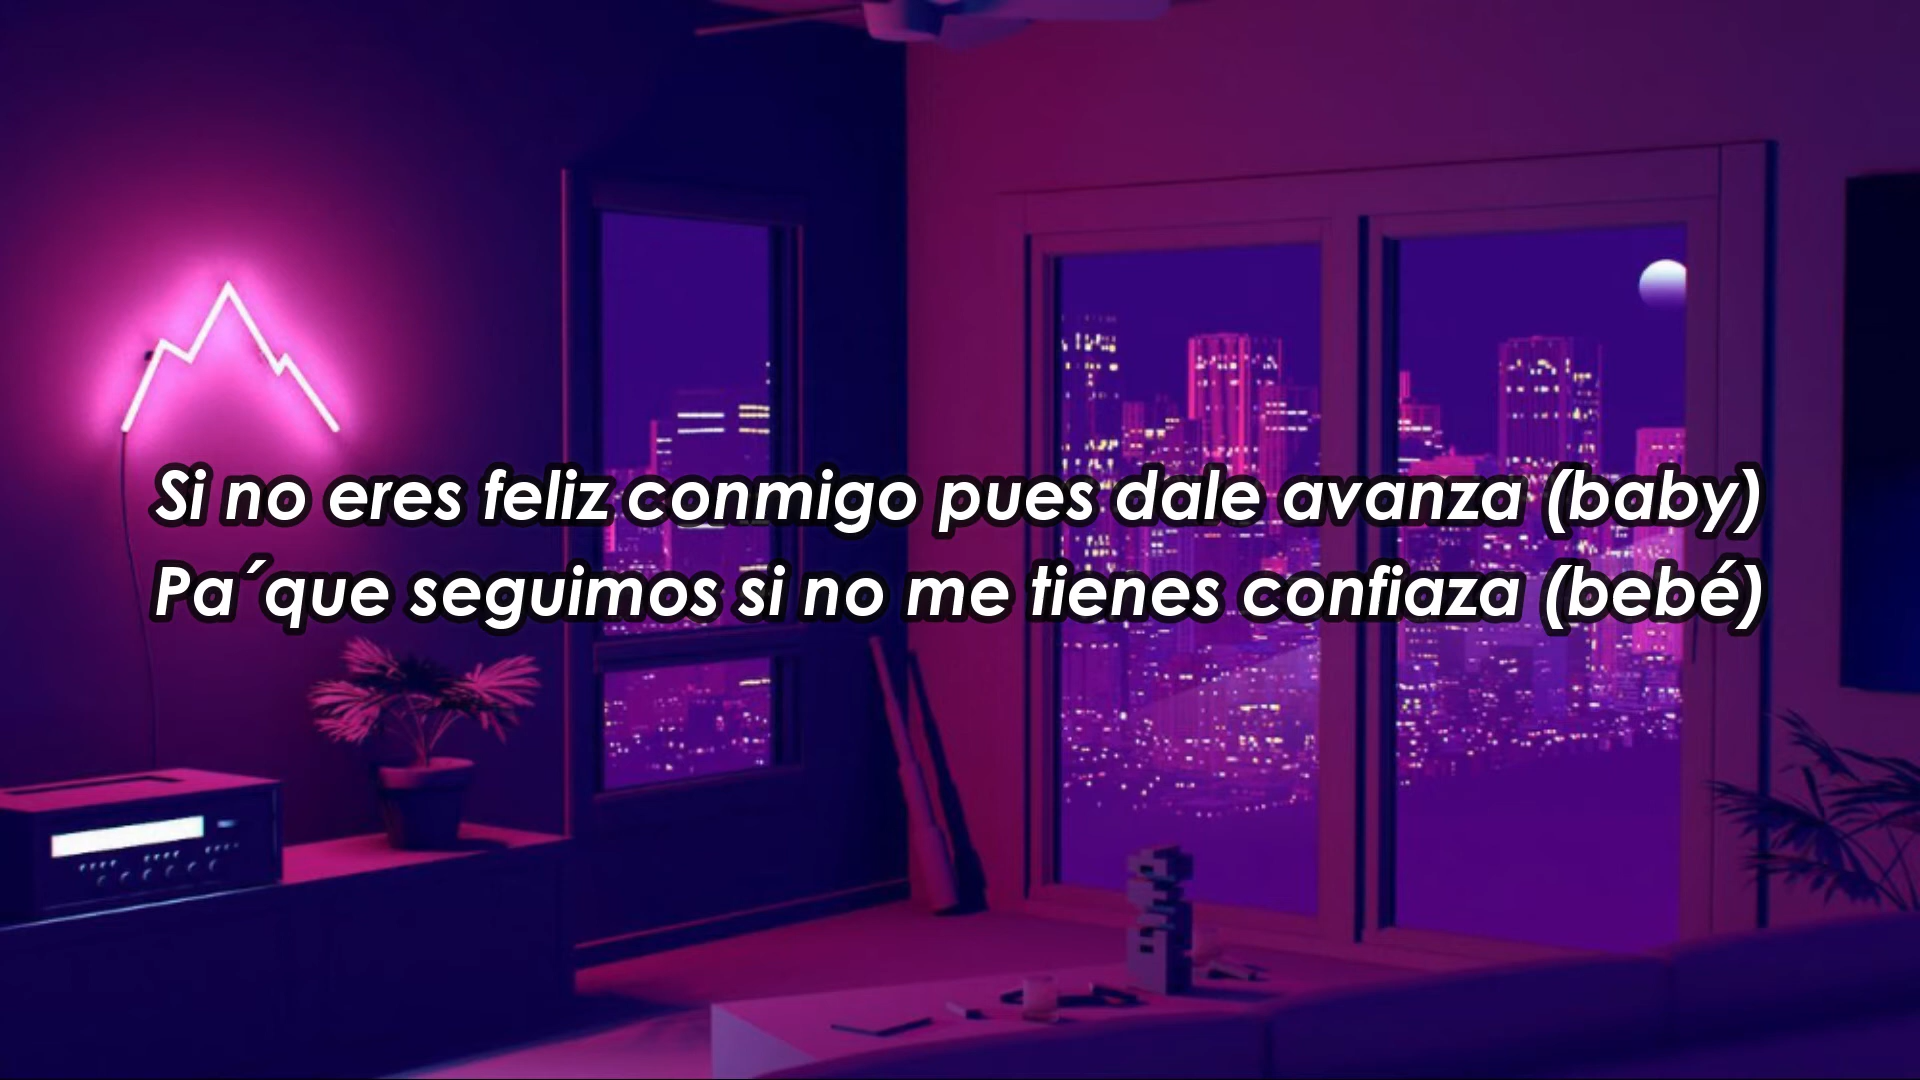 Si no eres feliz conmigo pues dale avanza (baby)
Pa´que seguimos si no me tienes confiaza (bebé)